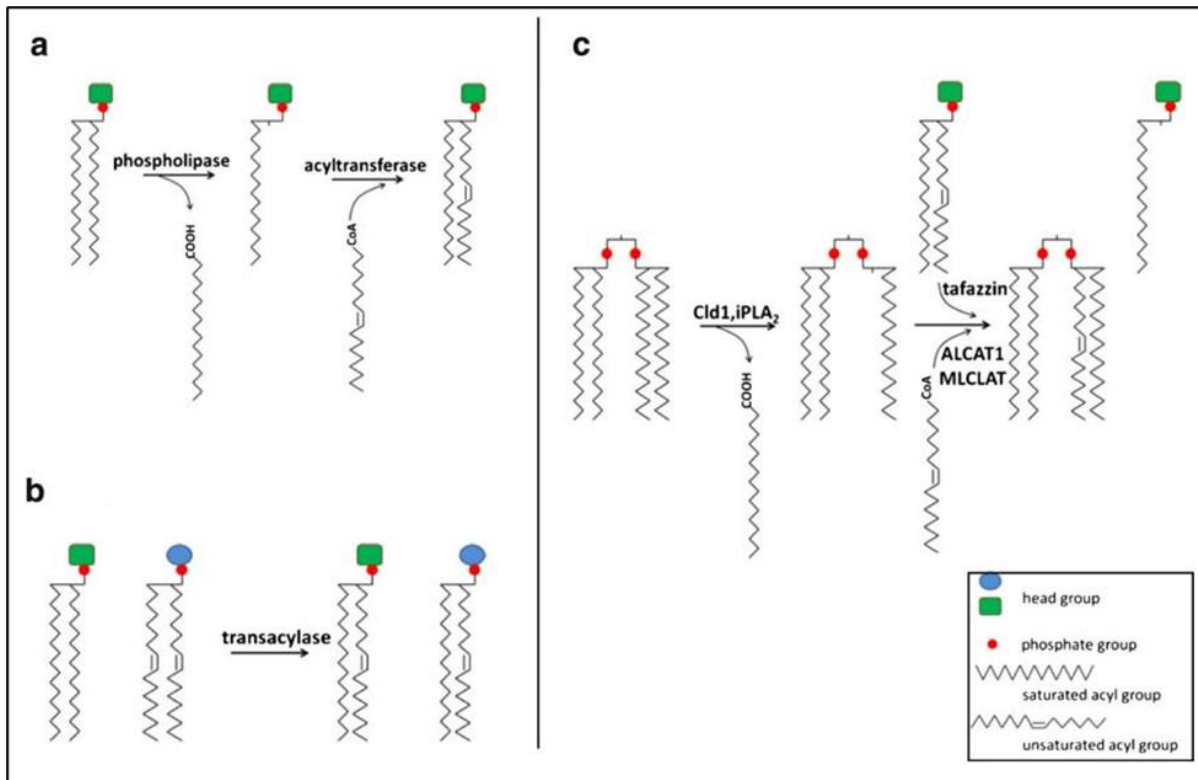 a
phospholipase
COOH
acyltransferase
CoA
b
transacylase
c
Cld1,iPLA₂
COOH
tafazzin
ALCAT1
MLCLAT
CoA
head group
phosphate group
saturated acyl group
unsaturated acyl group